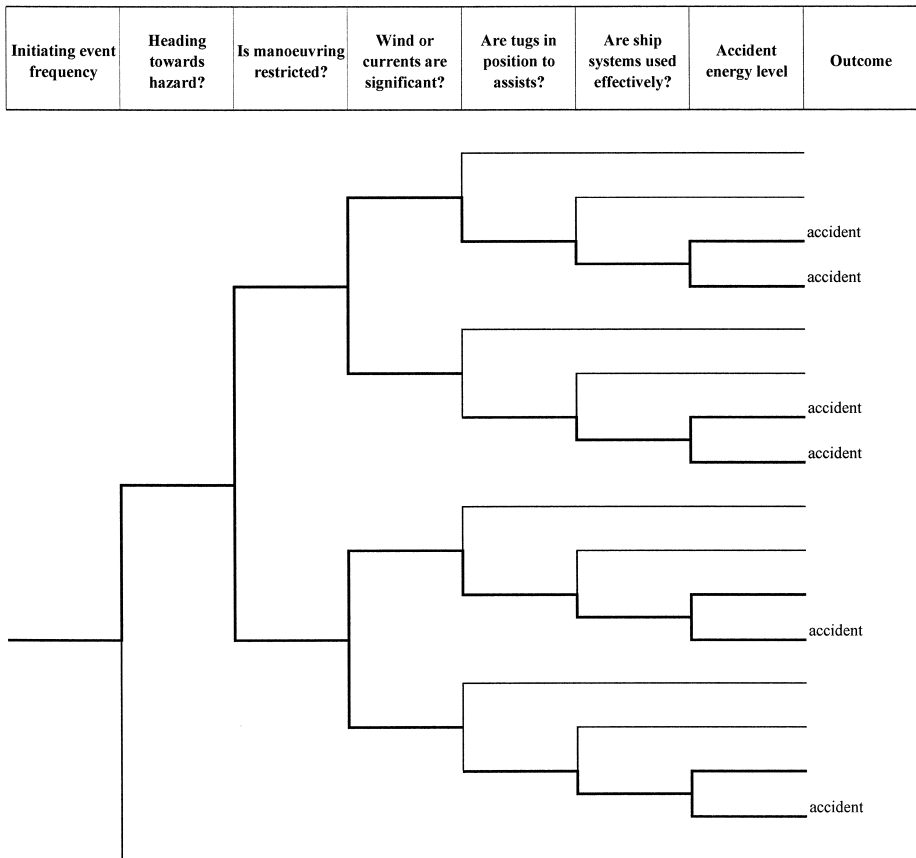 Initiating event
frequency
Heading
towards
hazard?
Is manoeuvring
restricted?
Wind or
currents are
significant?
Are tugs in
position to
assists?
Are ship
systems used
effectively?
Accident
energy level
Outcome
accident
accident
accident
accident
accident
accident